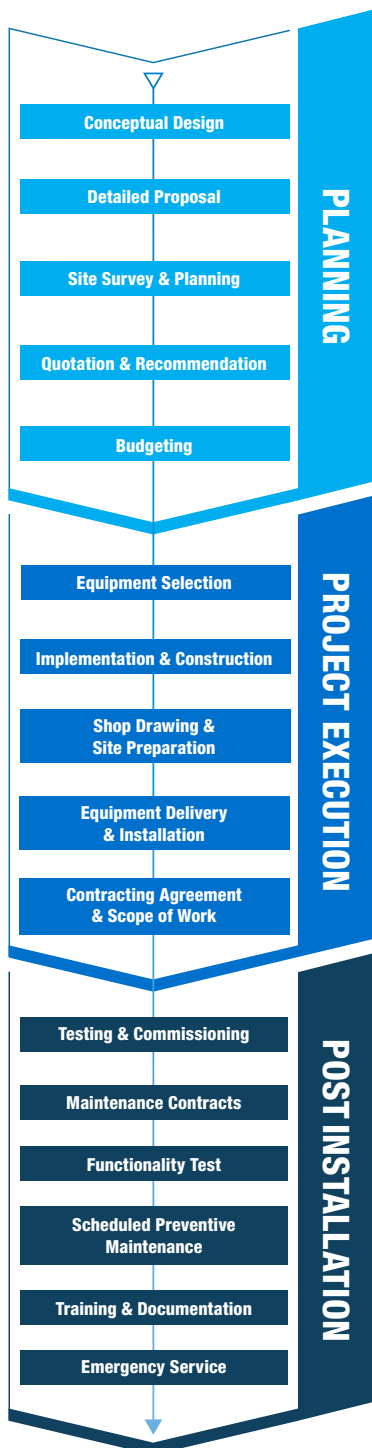 PLANNING
Conceptual Design
Detailed Proposal
Site Survey & Planning
Quotation & Recommendation
Budgeting
PROJECT EXECUTION
Equipment Selection
Implementation & Construction
Shop Drawing &
Site Preparation
Equipment Delivery
& Installation
Contracting Agreement
& Scope of Work
POST INSTALLATION
Testing & Commissioning
Maintenance Contracts
Functionality Test
Scheduled Preventive
Maintenance
Training & Documentation
Emergency Service